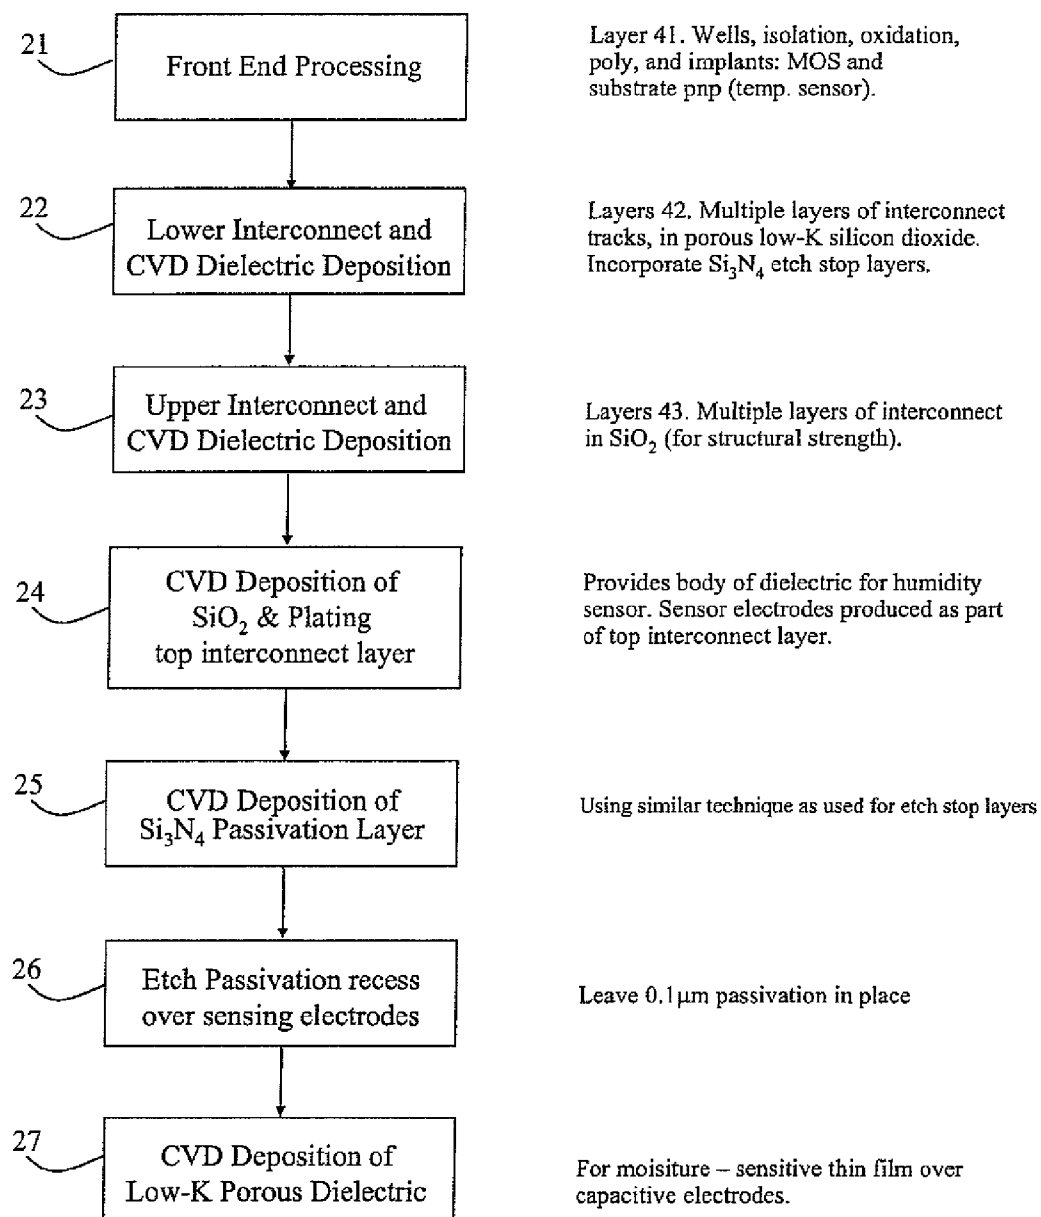 21
Front End Processing
Layer 41. Wells, isolation, oxidation,
poly, and implants: MOS and
substrate pnp (temp. sensor).
22
Lower Interconnect and
CVD Dielectric Deposition
Layers 42. Multiple layers of interconnect
tracks, in porous low-K silicon dioxide.
Incorporate Si₃N₄ etch stop layers.
23
Upper Interconnect and
CVD Dielectric Deposition
Layers 43. Multiple layers of interconnect
in SiO₂ (for structural strength).
24
CVD Deposition of
SiO₂ & Plating
top interconnect layer
Provides body of dielectric for humidity
sensor. Sensor electrodes produced as part
of top interconnect layer.
25
CVD Deposition of
Si₃N₄ Passivation Layer
Using similar technique as used for etch stop layers
26
Etch Passivation recess
over sensing electrodes
Leave 0.1μm passivation in place
27
CVD Deposition of
Low-K Porous Dielectric
For moisiture – sensitive thin film over
capacitive electrodes.